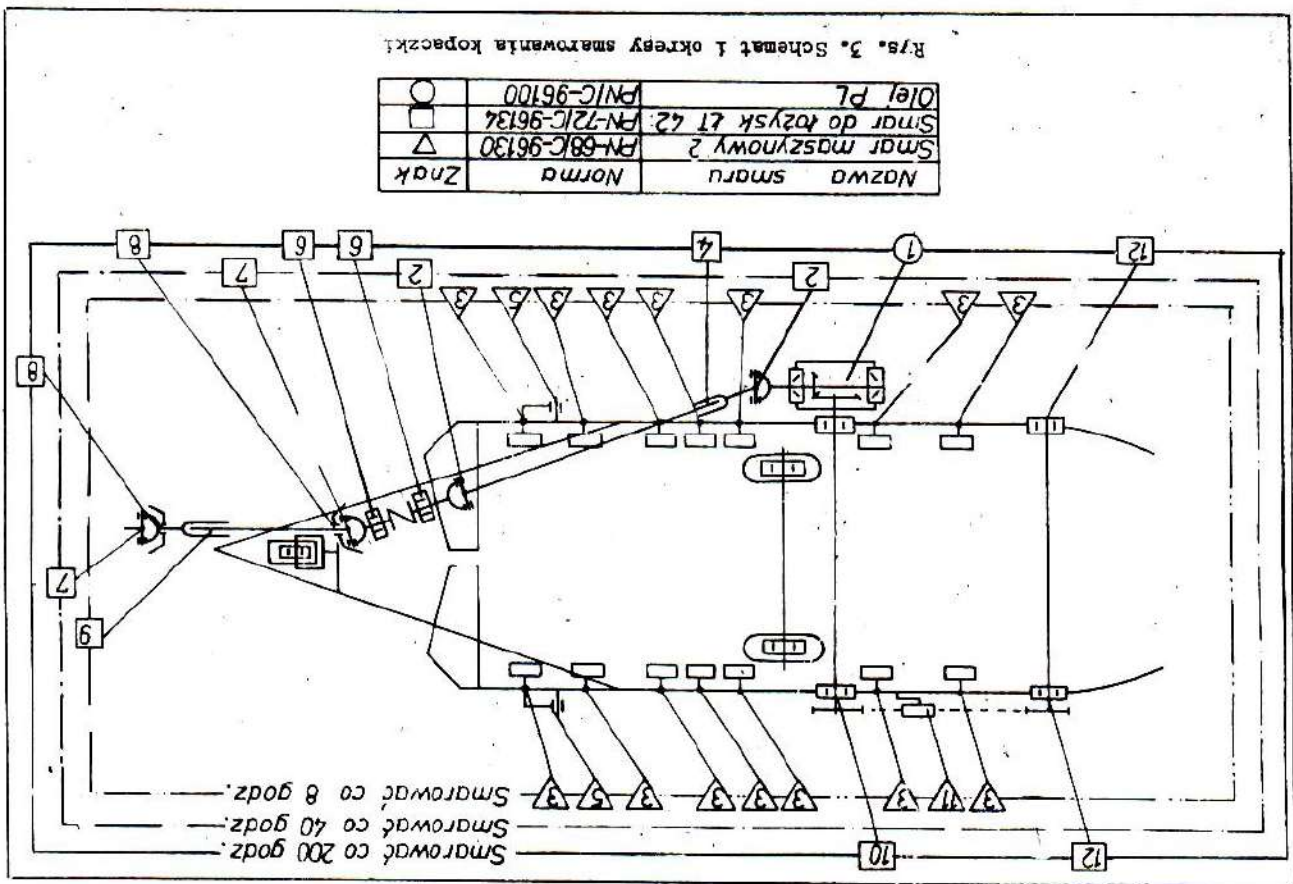 12 10 Smarować co 200 godz.
Smarować co 40 godz.
3 11 3 3 3 3 3 5 3 Smarować co 8 godz.
9
7
8
3 3 3 3 3 3 5 3
2 2 7
12 1 4 6 6 8
Nazwa smaru Norma Znak
Smar maszynowy 2 PN-68/C-96130
Smar do łożysk ŁT 42 PN-72/C-96134
Olej PL PN/C-96100
Rys. 3. Schemat i okresy smarowania kopaczki